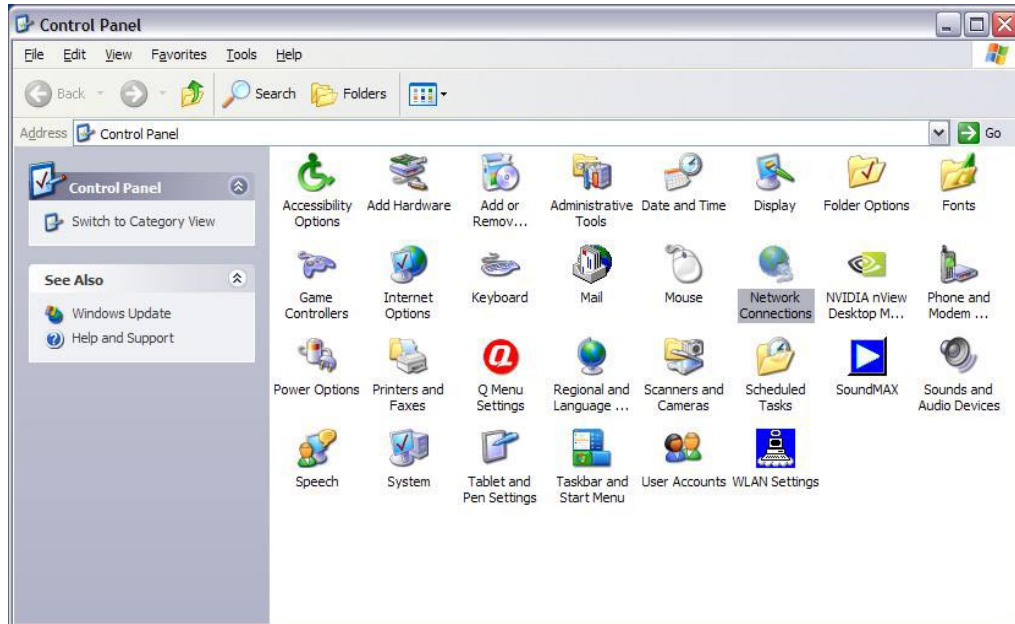 Control Panel
File Edit View Favorites Tools Help
Back Search Folders
Address Control Panel Go
Control Panel
Switch to Category View
See Also
Windows Update
Help and Support
Accessibility Options
Add Hardware
Add or Remov...
Administrative Tools
Date and Time
Display
Folder Options
Fonts
Game Controllers
Internet Options
Keyboard
Mail
Mouse
Network Connections
NVIDIA nView Desktop M...
Phone and Modem ...
Power Options
Printers and Faxes
Q Menu Settings
Regional and Language ...
Scanners and Cameras
Scheduled Tasks
SoundMAX
Sounds and Audio Devices
Speech
System
Tablet and Pen Settings
Taskbar and Start Menu
User Accounts
WLAN Settings